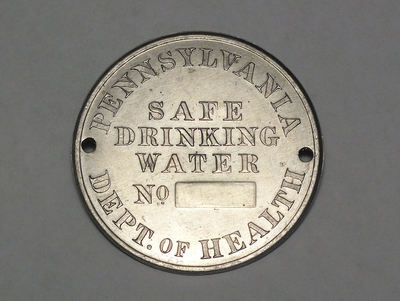 PENNSYLVANIA
SAFE
DRINKING
WATER
No
DEPT. OF HEALTH